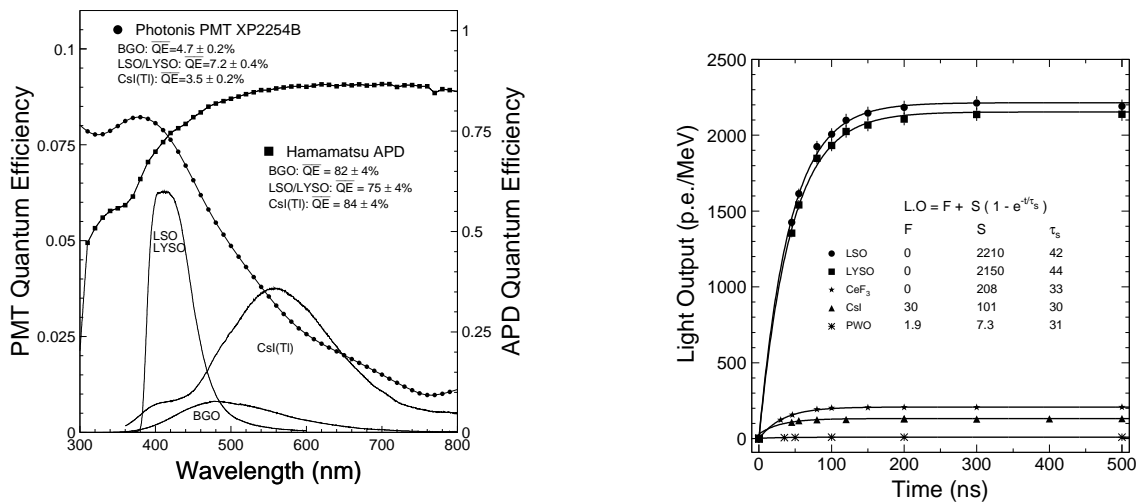 Photonis PMT XP2254B
BGO: QE=4.7 ± 0.2%
LSO/LYSO: QE=7.2 ± 0.4%
CsI(Tl): QE=3.5 ± 0.2%
Hamamatsu APD
BGO: QE = 82 ± 4%
LSO/LYSO: QE = 75 ± 4%
CsI(Tl): QE = 84 ± 4%
LSO
LYSO
CsI(Tl)
BGO
PMT Quantum Efficiency
0.1
0.075
0.05
0.025
0
APD Quantum Efficiency
1
0.75
0.5
0.25
0
300 400 500 600 700 800
Wavelength (nm)
Light Output (p.e./MeV)
2500
2000
1500
1000
500
0
L.O = F + S ( 1 - e-t/τs )
F S τs
LSO 0 2210 42
LYSO 0 2150 44
CeF3 0 208 33
CsI 30 101 30
PWO 1.9 7.3 31
0 100 200 300 400 500
Time (ns)